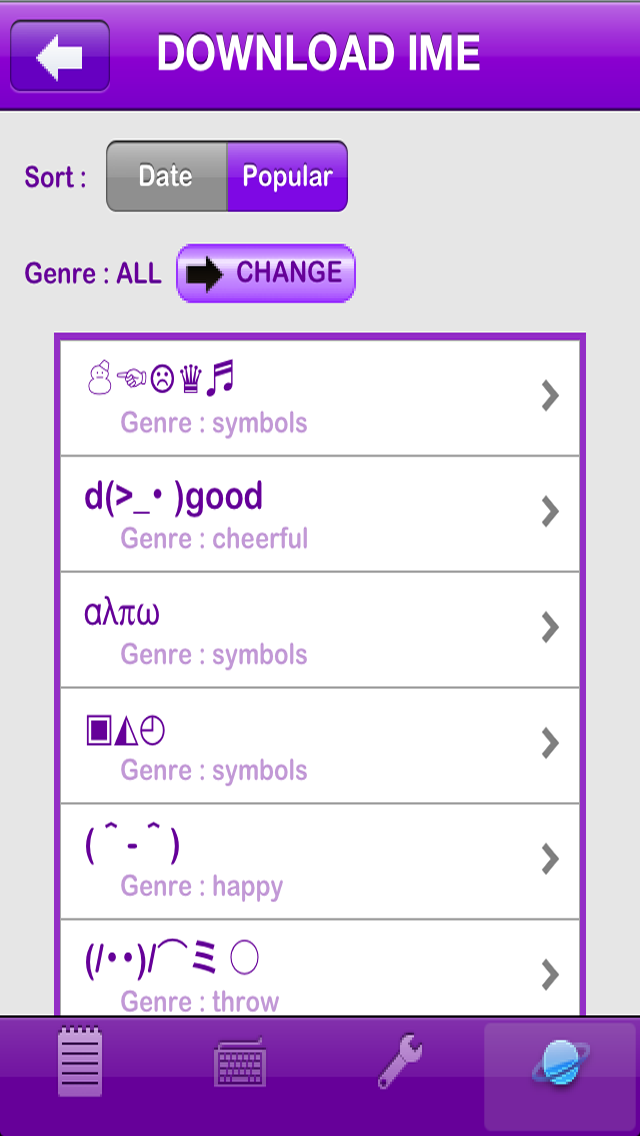 DOWNLOAD IME
Sort : Date Popular
Genre : ALL CHANGE
☃☜☹♛♬
Genre : symbols
d(>_・)good
Genre : cheerful
αλπω
Genre : symbols
▣◭◴
Genre : symbols
(＾-＾)
Genre : happy
(/・・)/⌒ミ ○
Genre : throw